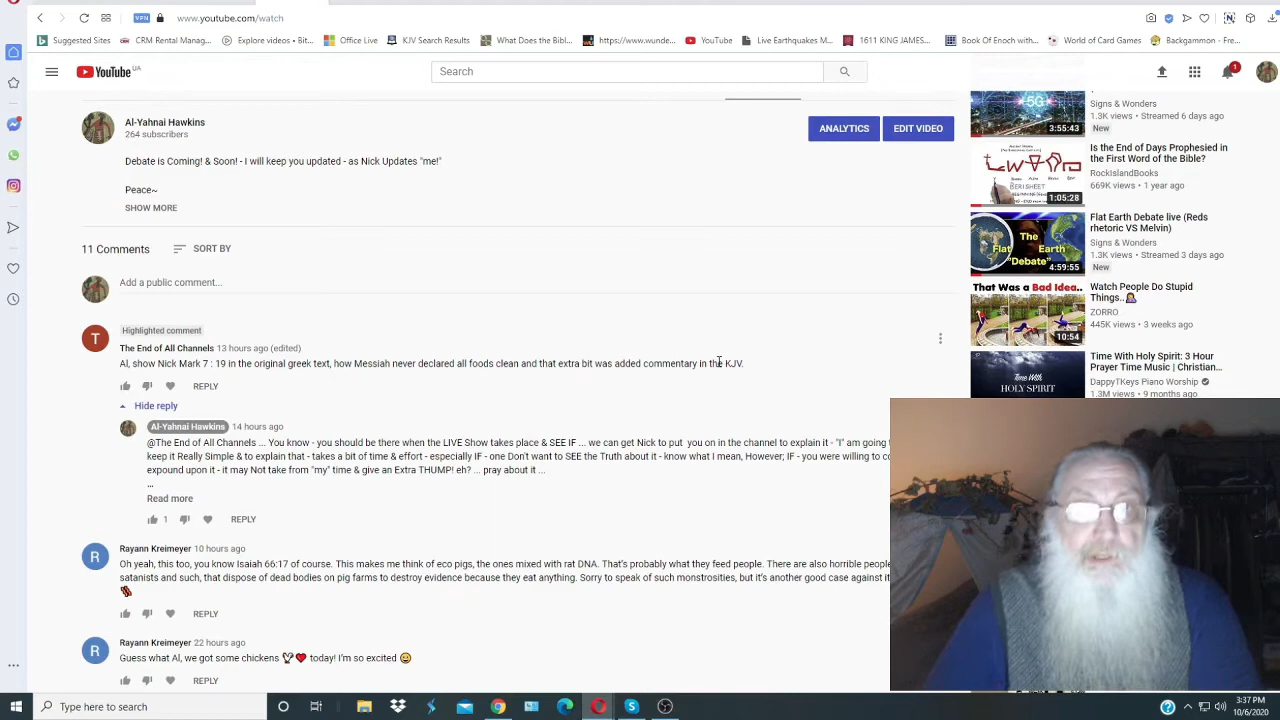 VPN
www.youtube.com/watch
Suggested Sites
CRM Rental Manag...
Explore videos • Bit...
Office Live
KJV Search Results
What Does the Bibl...
https://www.wunde...
YouTube
Live Earthquakes M...
1611 KING JAMES...
Book Of Enoch with...
World of Card Games
Backgammon - Fre...
YouTube UA
Search
1
Al-Yahnai Hawkins
264 subscribers
ANALYTICS
EDIT VIDEO
Debate is Coming! & Soon! - I will keep you updated - as Nick Updates "me!"
Peace~
SHOW MORE
11 Comments
SORT BY
Add a public comment...
T
Highlighted comment
The End of All Channels 13 hours ago (edited)
Al, show Nick Mark 7 : 19 in the original greek text, how Messiah never declared all foods clean and that extra bit was added commentary in the KJV.
REPLY
Hide reply
Al-Yahnai Hawkins 14 hours ago
@The End of All Channels ... You know - you should be there when the LIVE Show takes place & SEE IF ... we can get Nick to put you on in the channel to explain it - "I" am going
keep it Really Simple & to explain that - takes a bit of time & effort - especially IF - one Don't want to SEE the Truth about it - know what I mean, However; IF - you were willing to co
expound upon it - it may Not take from "my" time & give an Extra THUMP! eh? ... pray about it ...
...
Read more
1
REPLY
R
Rayann Kreimeyer 10 hours ago
Oh yeah, this too, you know Isaiah 66:17 of course. This makes me think of eco pigs, the ones mixed with rat DNA. That's probably what they feed people. There are also horrible people
satanists and such, that dispose of dead bodies on pig farms to destroy evidence because they eat anything. Sorry to speak of such monstrosities, but it's another good case against it
REPLY
R
Rayann Kreimeyer 22 hours ago
Guess what Al, we got some chickens today! I'm so excited
REPLY
5G
3:55:43
Signs & Wonders
1.3K views • Streamed 6 days ago
New
BERISHEET
1:05:28
Is the End of Days Prophesied in
the First Word of the Bible?
RockIslandBooks
669K views • 1 year ago
The
Flat Earth
"Debate"
4:59:55
Flat Earth Debate live (Reds
rhetoric VS Melvin)
Signs & Wonders
1.3K views • Streamed 3 days ago
New
That Was a Bad Idea..
10:54
Watch People Do Stupid
Things..
ZORRO
445K views • 3 weeks ago
Time With
HOLY SPIRIT
Time With Holy Spirit: 3 Hour
Prayer Time Music | Christian...
DappyTKeys Piano Worship
1.3M views • 9 months ago
Type here to search
3:37 PM
10/6/2020